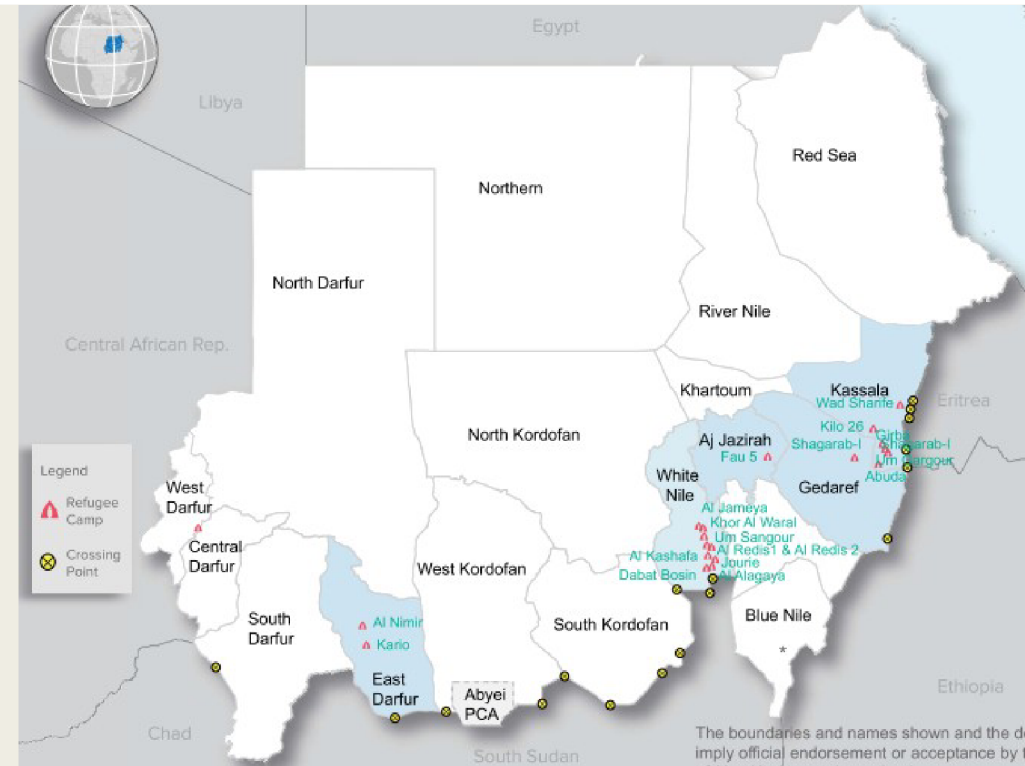 Egypt
Libya
Red Sea
Northern
North Darfur
River Nile
Central African Rep.
Khartoum
Kassala
Wad Sharife
Eritrea
Kilo 26
Girba
North Kordofan
Aj Jazirah
Shagarab-I
Shagarab-I
Fau 5
Um Gargour
Abuda
White
Nile
Gedaref
Legend
Refugee
Camp
Crossing
Point
West
Darfur
Central
Darfur
Al Jameya
Khor Al Waral
Um Sangour
Al Redis1 & Al Redis 2
Al Kashafa
Jourie
Dabat Bosin
Al Alagaya
West Kordofan
South
Darfur
Al Nimir
Kario
South Kordofan
Blue Nile
*
East
Darfur
Abyei
PCA
Ethiopia
Chad
South Sudan
The boundaries and names shown and the de
imply official endorsement or acceptance by t